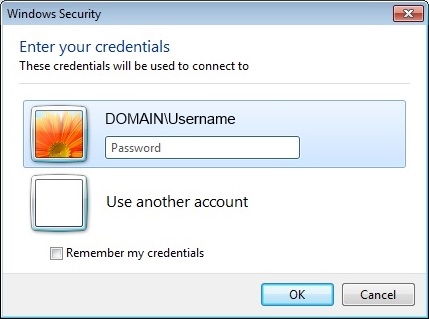 Windows Security
Enter your credentials
These credentials will be used to connect to
DOMAIN\Username
Password
Use another account
Remember my credentials
OK
Cancel